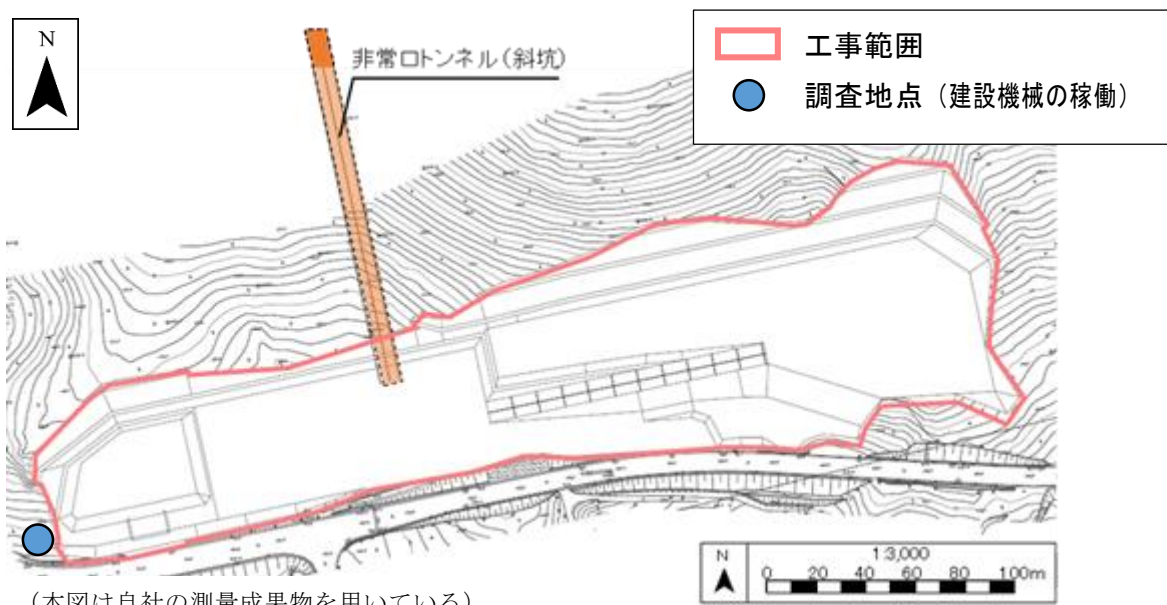 N
非常口トンネル(斜坑)
工事範囲
調査地点（建設機械の稼働）
N
1:3,000
0 20 40 60 80 100m
（本図は自社の測量成果物を用いている）